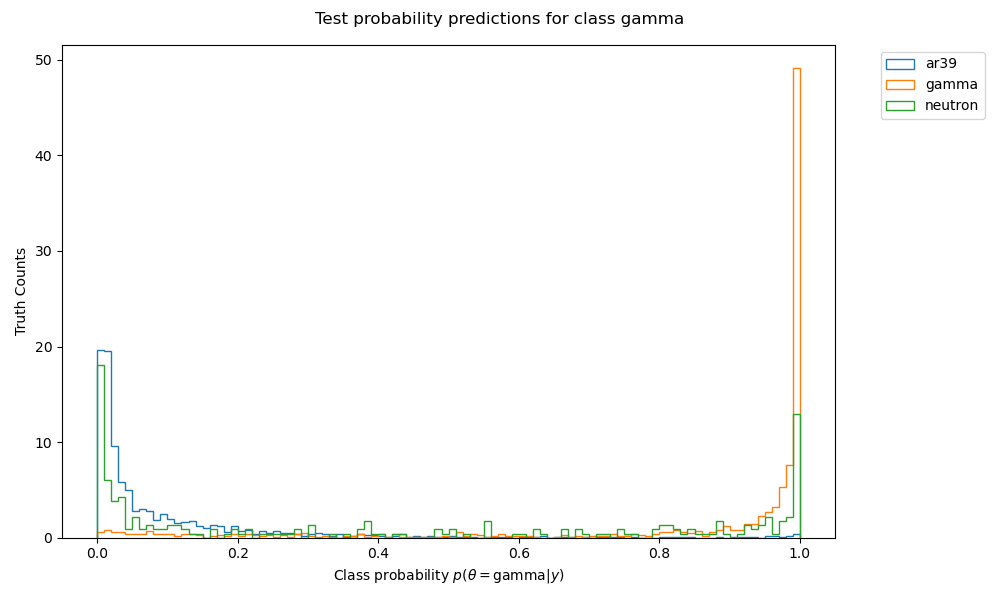 Test probability predictions for class gamma
50
40
30
20
10
0
Truth Counts
0.0 0.2 0.4 0.6 0.8 1.0
Class probability p(θ = gamma|y)
ar39
gamma
neutron